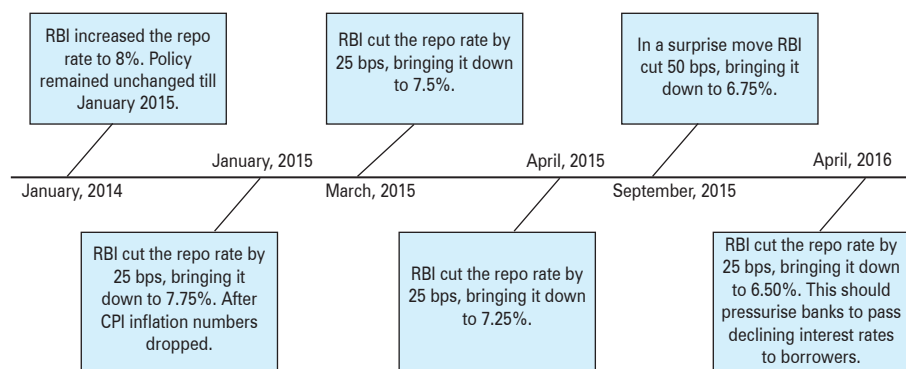 RBI increased the repo
rate to 8%. Policy
remained unchanged till
January 2015.
RBI cut the repo rate by
25 bps, bringing it down
to 7.5%.
In a surprise move RBI
cut 50 bps, bringing it
down to 6.75%.
January, 2015
April, 2015
April, 2016
January, 2014
March, 2015
September, 2015
RBI cut the repo rate by
25 bps, bringing it
down to 7.75%. After
CPI inflation numbers
dropped.
RBI cut the repo rate by
25 bps, bringing it down
to 7.25%.
RBI cut the repo rate by
25 bps, bringing it down
to 6.50%. This should
pressurise banks to pass
declining interest rates
to borrowers.